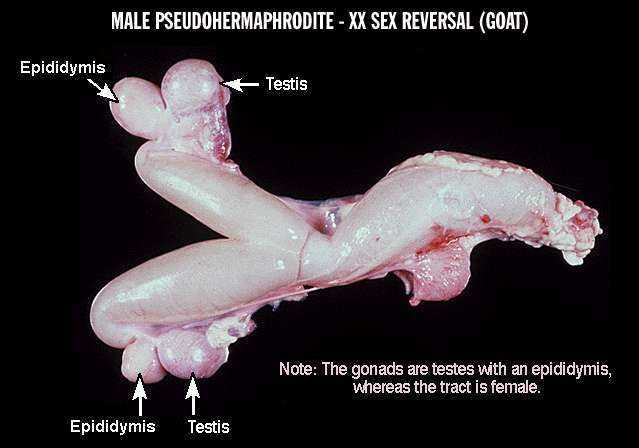 MALE PSEUDOHERMAPHRODITE - XX SEX REVERSAL (GOAT)
Epididymis
Testis
Note: The gonads are testes with an epididymis,
whereas the tract is female.
Epididymis
Testis